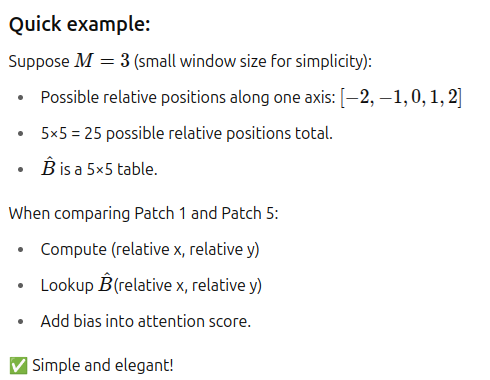 Quick example:
Suppose M = 3 (small window size for simplicity):
• Possible relative positions along one axis: [−2, −1, 0, 1, 2]
• 5×5 = 25 possible relative positions total.
• B̂ is a 5×5 table.
When comparing Patch 1 and Patch 5:
• Compute (relative x, relative y)
• Lookup B̂(relative x, relative y)
• Add bias into attention score.
✅ Simple and elegant!